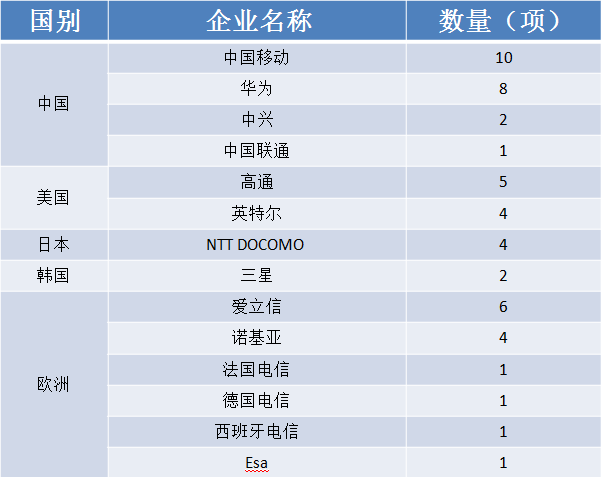 国别 企业名称 数量（项）
中国 中国移动 10
华为 8
中兴 2
中国联通 1
美国 高通 5
英特尔 4
日本 NTT DOCOMO 4
韩国 三星 2
欧洲 爱立信 6
诺基亚 4
法国电信 1
德国电信 1
西班牙电信 1
Esa 1